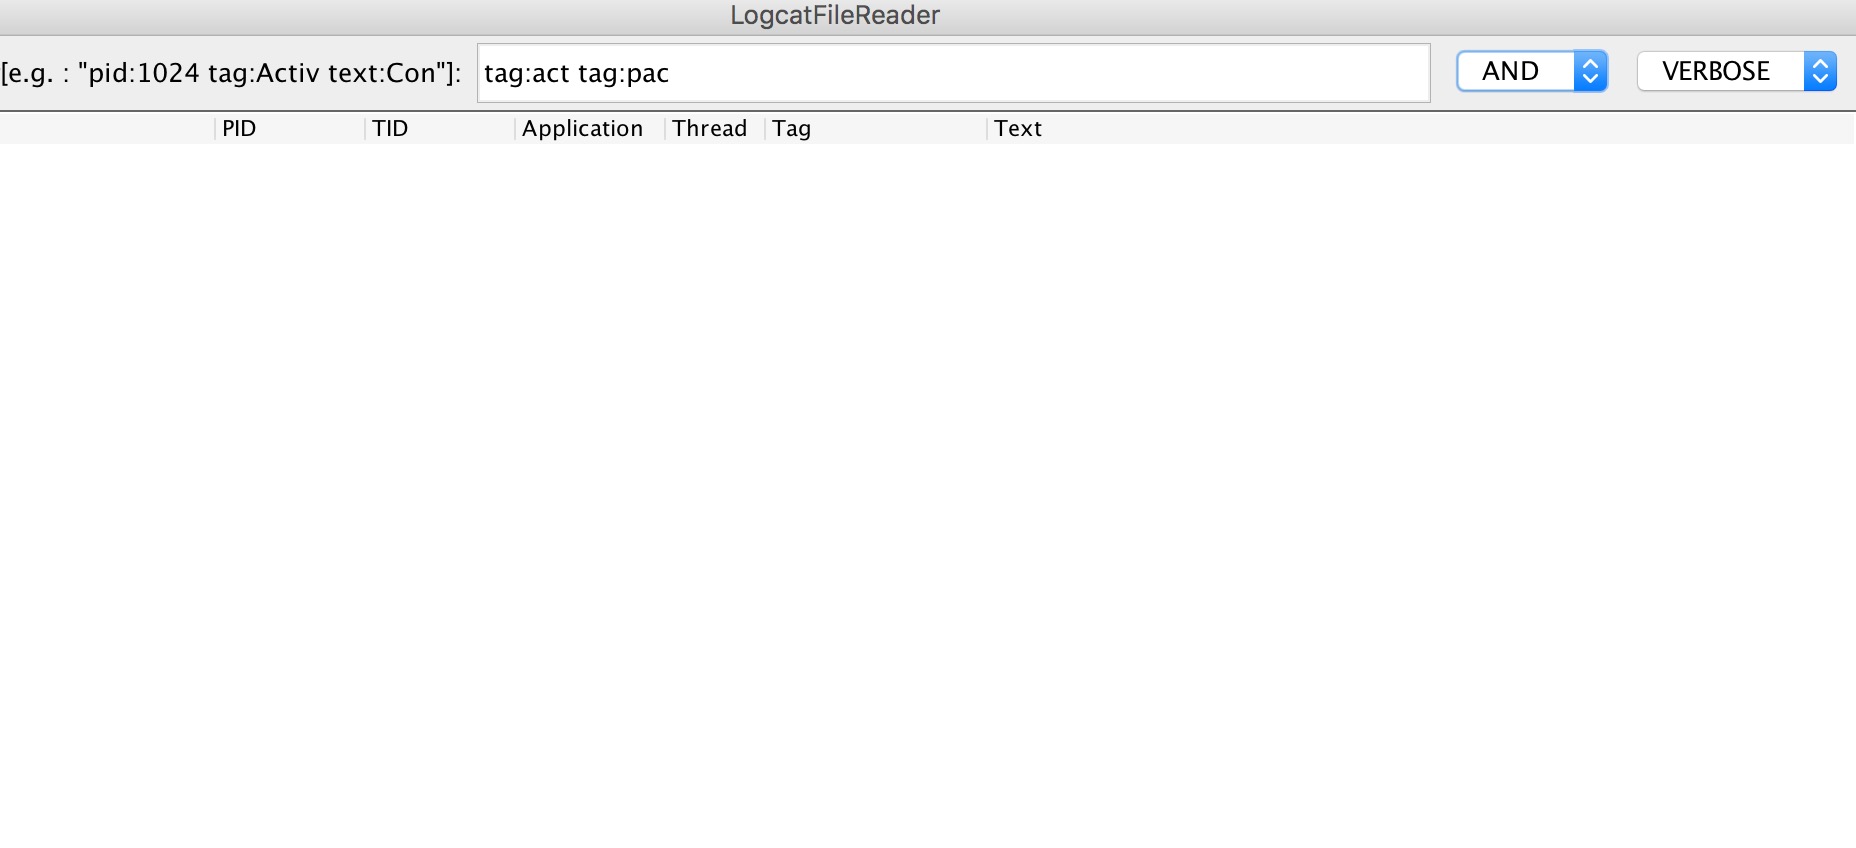 LogcatFileReader
[e.g. : "pid:1024 tag:Activ text:Con"]: tag:act tag:pac AND VERBOSE
PID TID Application Thread Tag Text